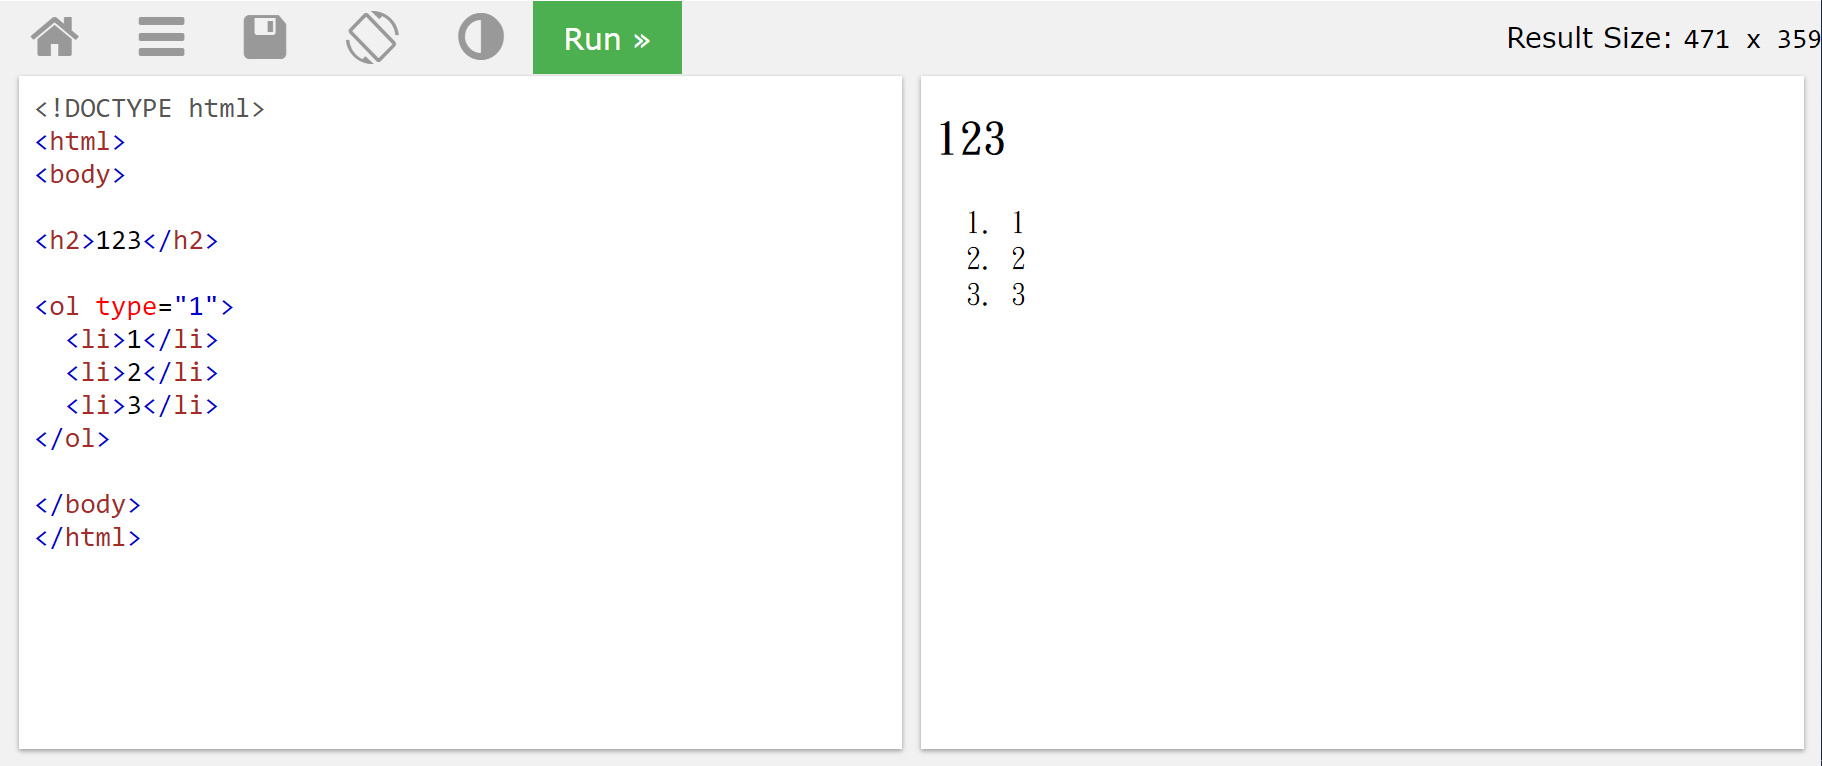 Run »
Result Size: 471 x 359
<!DOCTYPE html>
<html>
<body>
<h2>123</h2>
<ol type="1">
<li>1</li>
<li>2</li>
<li>3</li>
</ol>
</body>
</html>
123
1. 1
2. 2
3. 3